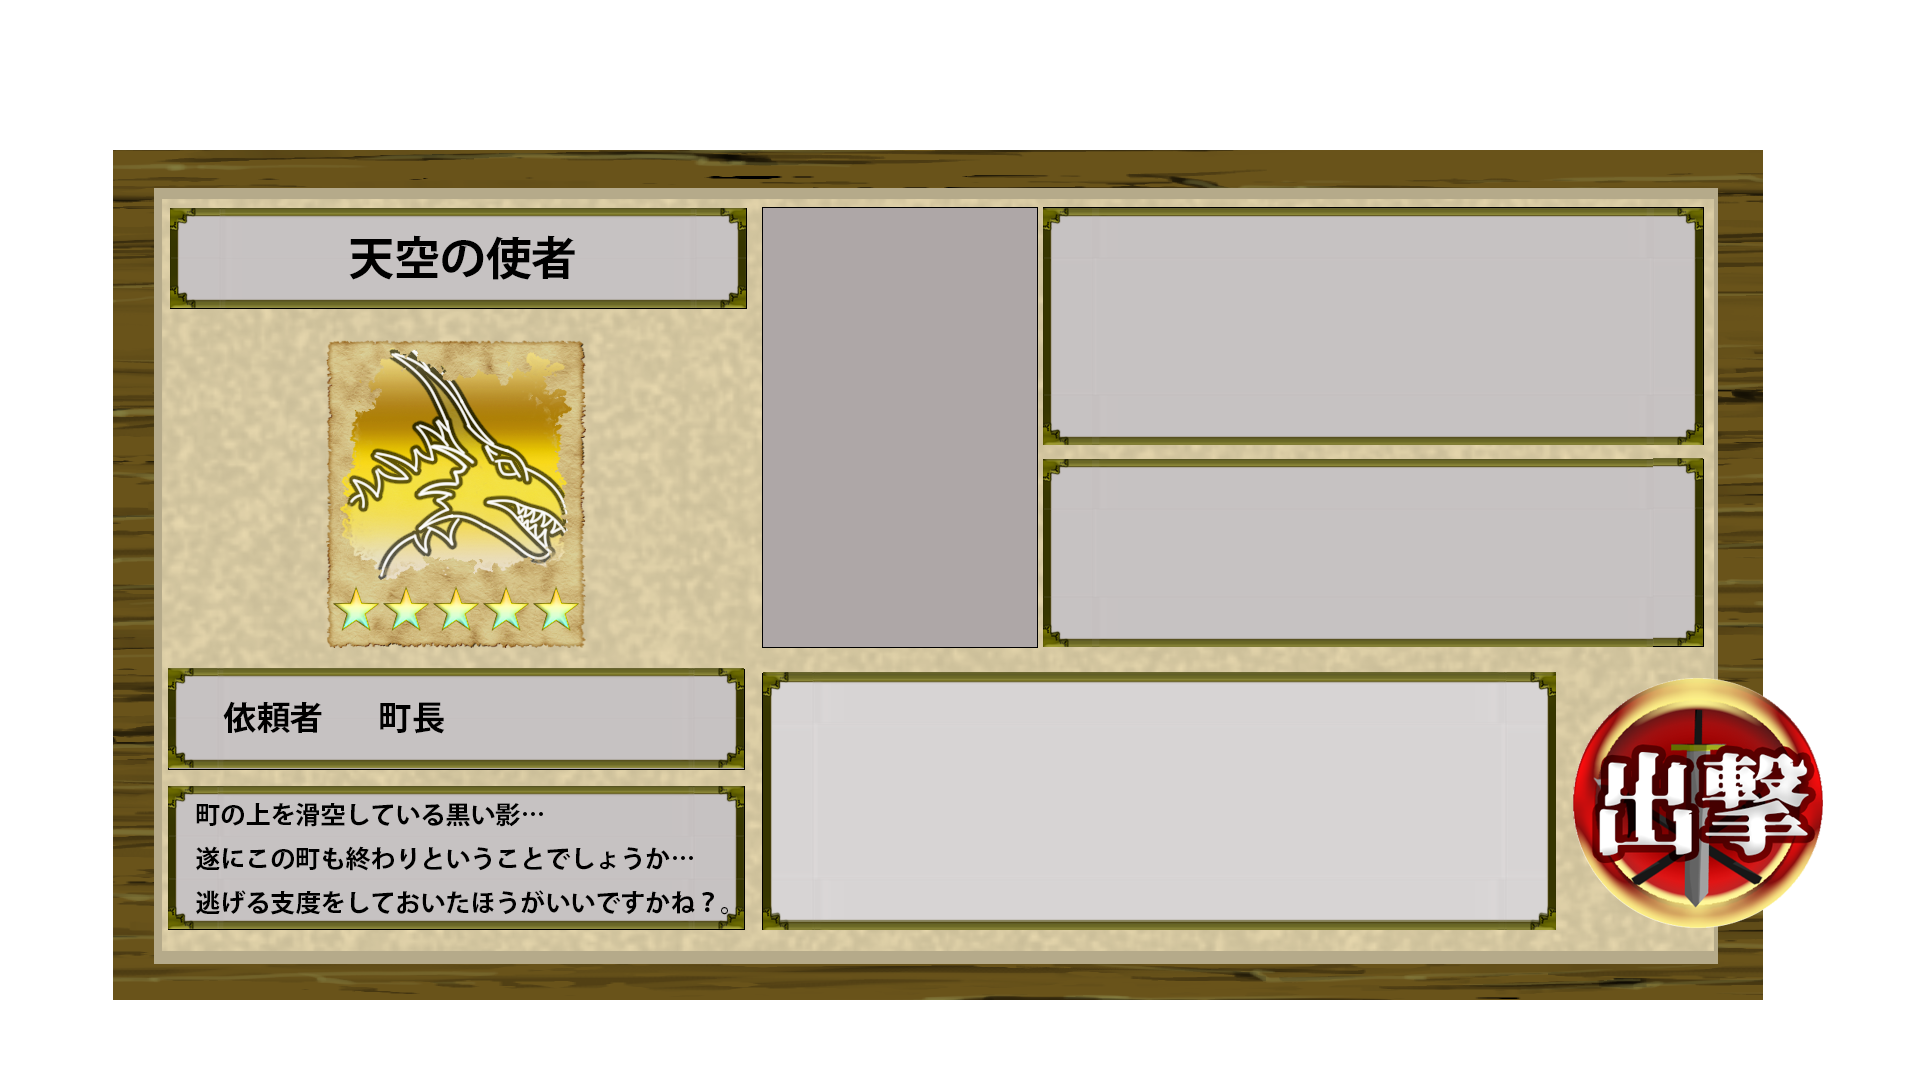 天空の使者
依頼者　町長
町の上を滑空している黒い影…
遂にこの町も終わりということでしょうか…
逃げる支度をしておいたほうがいいですかね？。
出撃